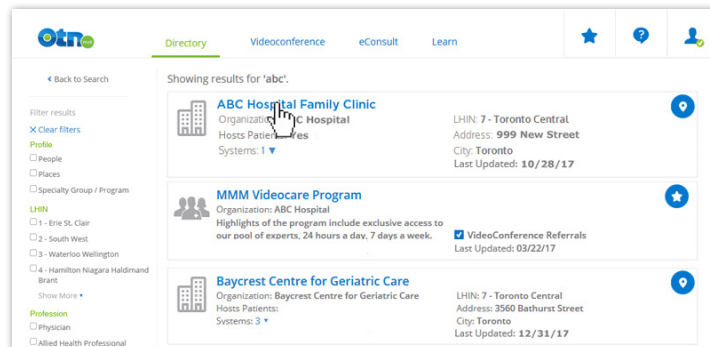 otn hub
Directory
Videoconference
eConsult
Learn
Back to Search
Showing results for 'abc'.
Filter results
X Clear filters
Profile
People
Places
Specialty Group / Program
LHIN
1 - Erie St. Clair
2 - South West
3 - Waterloo Wellington
4 - Hamilton Niagara Haldimand
Brant
Show More
Profession
Physician
Allied Health Professional
ABC Hospital Family Clinic
Organization: C Hospital
Hosts Patients: Yes
Systems: 1
LHIN: 7 - Toronto Central
Address: 999 New Street
City: Toronto
Last Updated: 10/28/17
MMM Videocare Program
Organization: ABC Hospital
Highlights of the program include exclusive access to
our pool of experts, 24 hours a day, 7 days a week.
VideoConference Referrals
Last Updated: 03/22/17
Baycrest Centre for Geriatric Care
Organization: Baycrest Centre for Geriatric Care
Hosts Patients:
Systems: 3
LHIN: 7 - Toronto Central
Address: 3560 Bathurst Street
City: Toronto
Last Updated: 12/31/17